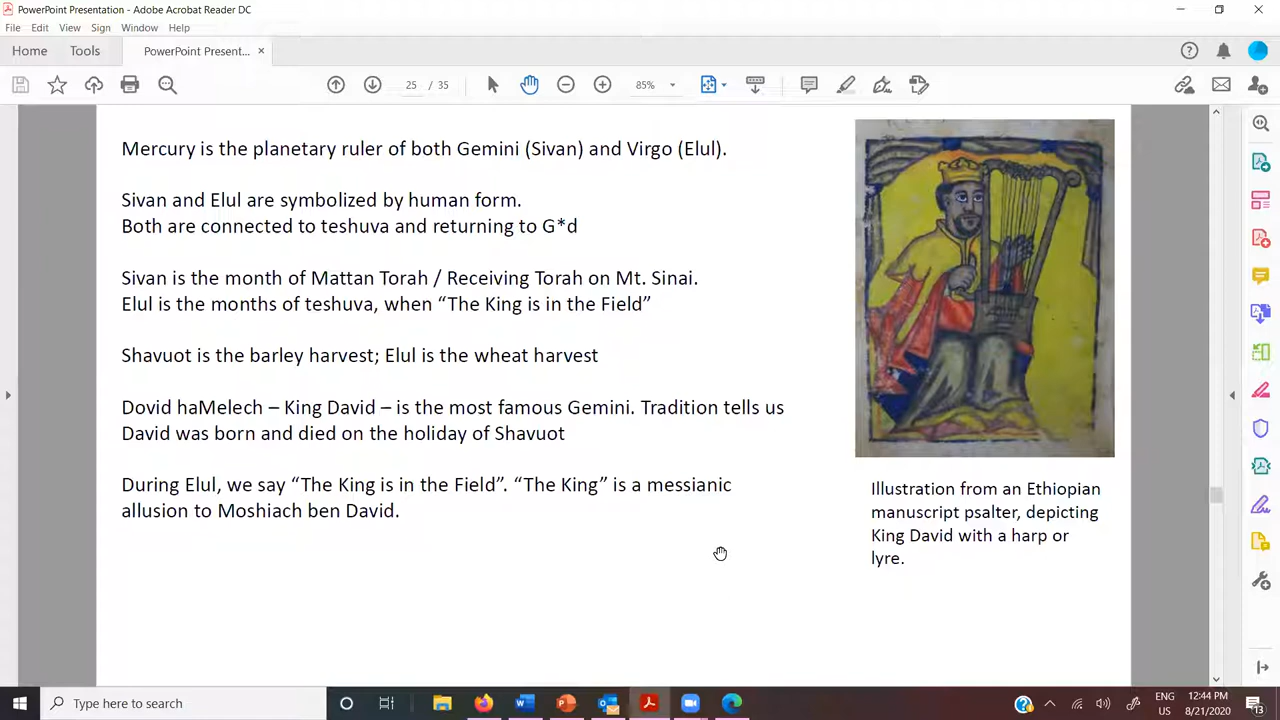 PowerPoint Presentation - Adobe Acrobat Reader DC
File Edit View Sign Window Help
Home Tools PowerPoint Present... ×
25 / 35 85%
Mercury is the planetary ruler of both Gemini (Sivan) and Virgo (Elul).
Sivan and Elul are symbolized by human form.
Both are connected to teshuva and returning to G*d
Sivan is the month of Mattan Torah / Receiving Torah on Mt. Sinai.
Elul is the months of teshuva, when “The King is in the Field”
Shavuot is the barley harvest; Elul is the wheat harvest
Dovid haMelech – King David – is the most famous Gemini. Tradition tells us
David was born and died on the holiday of Shavuot
During Elul, we say “The King is in the Field”. “The King” is a messianic
allusion to Moshiach ben David.
Illustration from an Ethiopian
manuscript psalter, depicting
King David with a harp or
lyre.
Type here to search
ENG
US
12:44 PM
8/21/2020
13